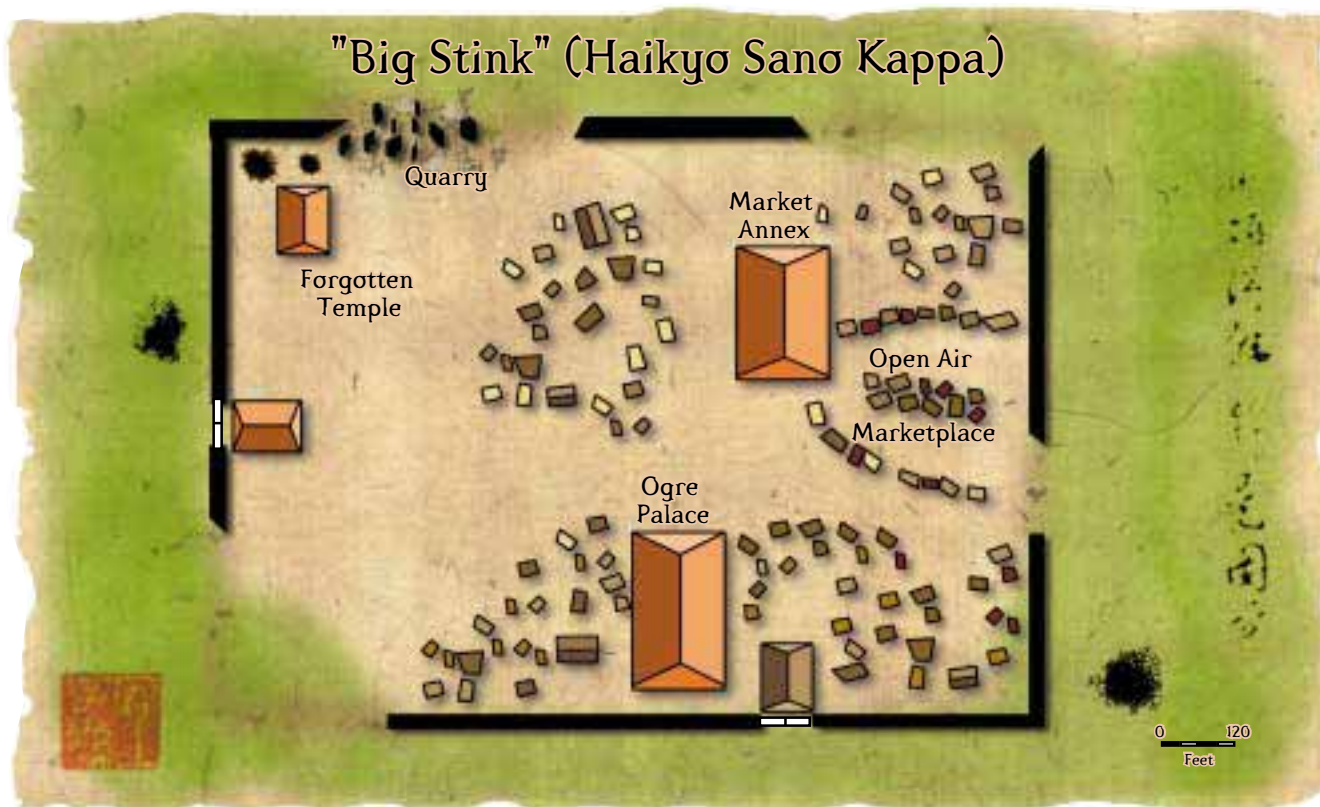 "Big Stink" (Haikyo Sano Kappa)
Quarry
Market
Annex
Forgotten
Temple
Open Air
Marketplace
Ogre
Palace
0 120
Feet